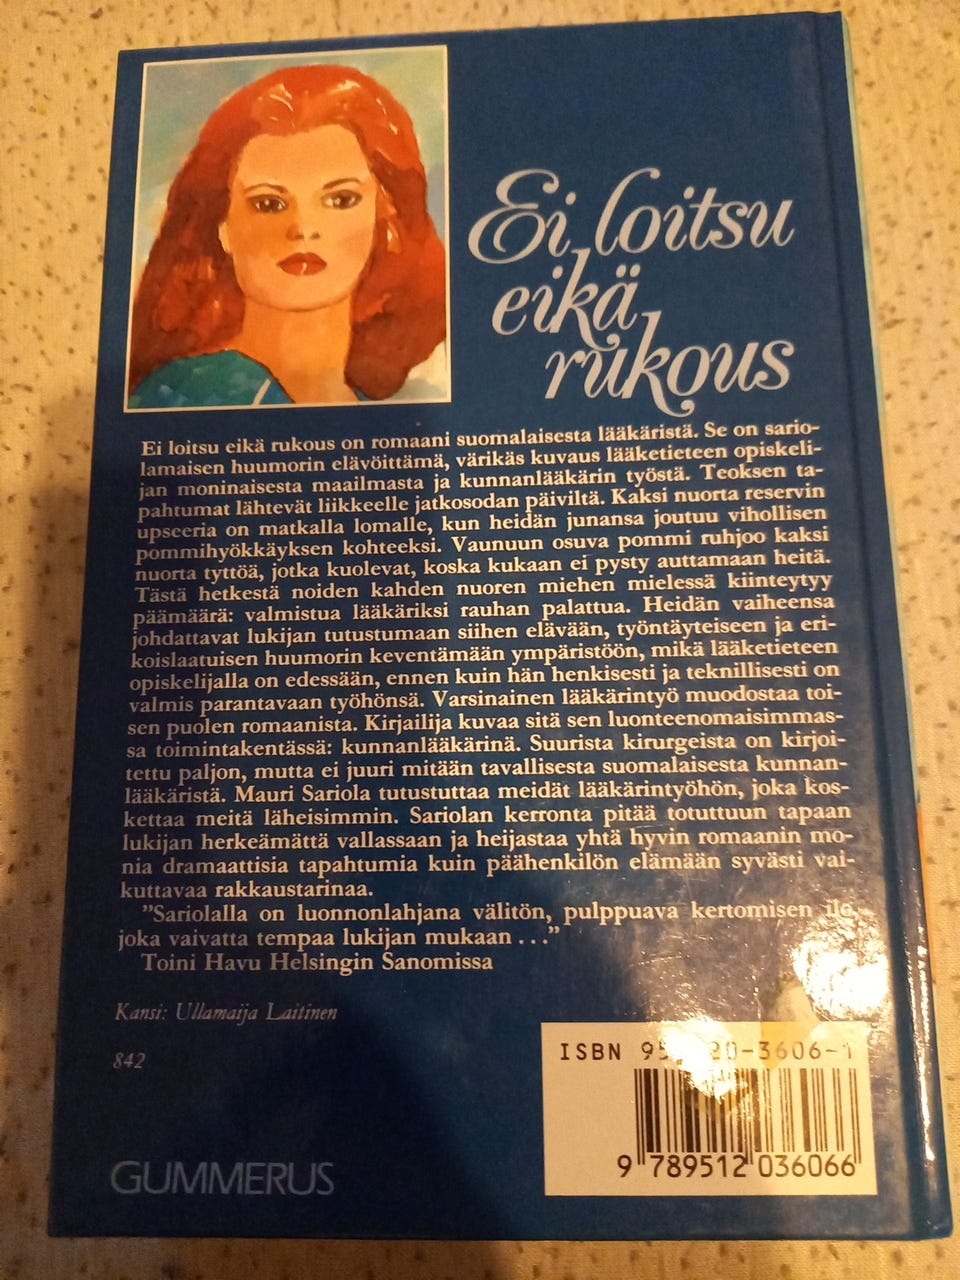 Ei loitsu
eikä
rukous
Ei loitsu eikä rukous on romaani suomalaisesta lääkäristä. Se on sario-
lamaisen huumorin elävöittämä, värikäs kuvaus lääketieteen opiskeli-
jan moninaisesta maailmasta ja kunnanlääkärin työstä. Teoksen ta-
pahtumat lähtevät liikkeelle jatkosodan päiviltä. Kaksi nuorta reservin
upseeria on matkalla lomalle, kun heidän junansa joutuu vihollisen
pommihyökkäyksen kohteeksi. Vaunuun osuva pommi ruhjoo kaksi
nuorta tyttöä, jotka kuolevat, koska kukaan ei pysty auttamaan heitä.
Tästä hetkestä noiden kahden nuoren miehen mielessä kiinteytyy
päämäärä: valmistua lääkäriksi rauhan palattua. Heidän vaiheensa
johdattavat lukijan tutustumaan siihen elävään, työntäyteiseen ja eri-
koislaatuisen huumorin keventämään ympäristöön, mikä lääketieteen
opiskelijalla on edessään, ennen kuin hän henkisesti ja teknillisesti on
valmis parantavaan työhönsä. Varsinainen lääkärintyö muodostaa toi-
sen puolen romaanista. Kirjailija kuvaa sitä sen luonteenomaisimmas-
sa toimintakentässä: kunnanlääkärinä. Suurista kirurgeista on kirjoi-
tettu paljon, mutta ei juuri mitään tavallisesta suomalaisesta kunnan-
lääkäristä. Mauri Sariola tutustuttaa meidät lääkärintyöhön, joka kos-
kettaa meitä läheisimmin. Sariolan kerronta pitää totuttuun tapaan
lukijan herkeämättä vallassaan ja heijastaa yhtä hyvin romaanin mo-
nia dramaattisia tapahtumia kuin päähenkilön elämään syvästi vai-
kuttavaa rakkaustarinaa.
"Sariolalla on luonnonlahjana välitön, pulppuava kertomisen ilo,
joka vaivatta tempaa lukijan mukaan . . ."
Toini Havu Helsingin Sanomissa
Kansi: Ullamaija Laitinen
842
GUMMERUS
ISBN 95 20-3606-1
9 789512 036066